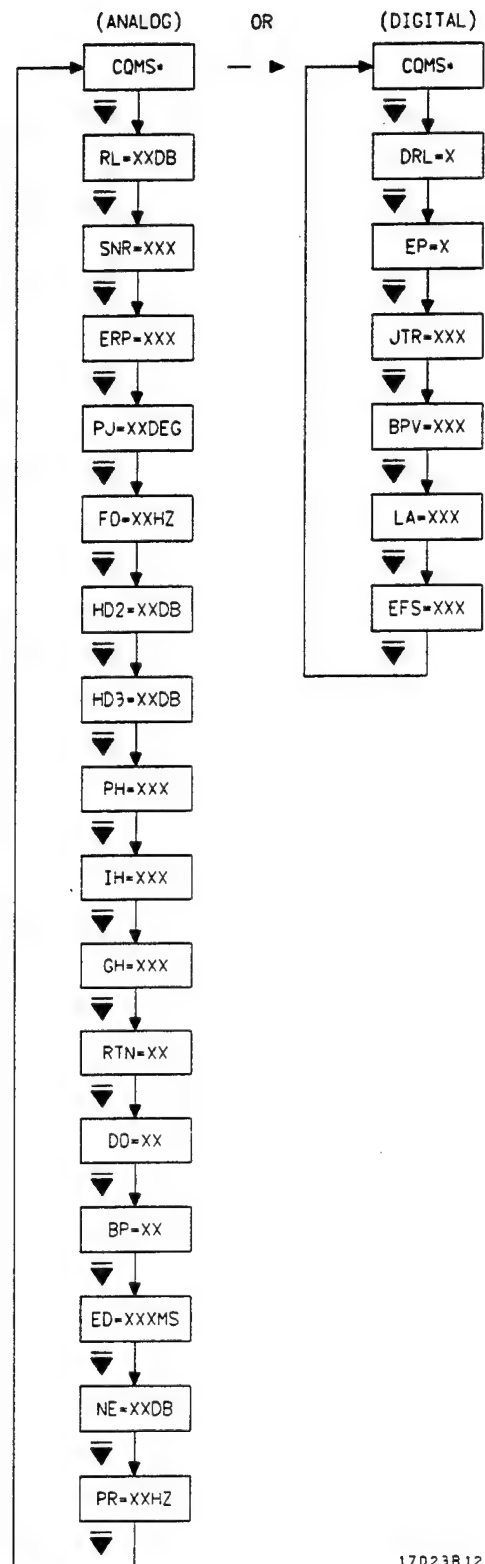 (ANALOG) OR (DIGITAL)
CQMS*
RL=XXDB
SNR=XXX
ERP=XXX
PJ=XXDEG
FO=XXHZ
HD2=XXDB
HD3=XXDB
PH=XXX
IH=XXX
GH=XXX
RTN=XX
DO=XX
BP=XX
ED=XXXMS
NE=XXDB
PR=XXHZ
CQMS*
DRL=X
EP=X
JTR=XXX
BPV=XXX
LA=XXX
EFS=XXX
17D23B12